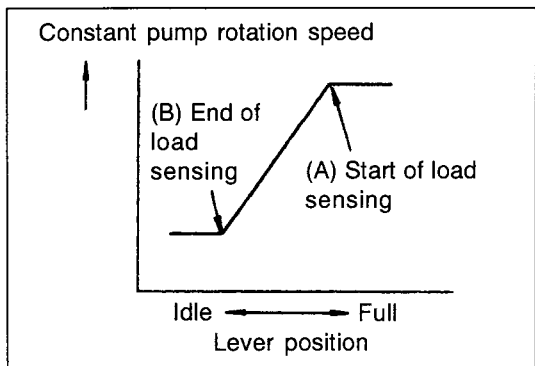 Constant pump rotation speed
(B) End of
load
sensing
(A) Start of load
sensing
Idle
Full
Lever position